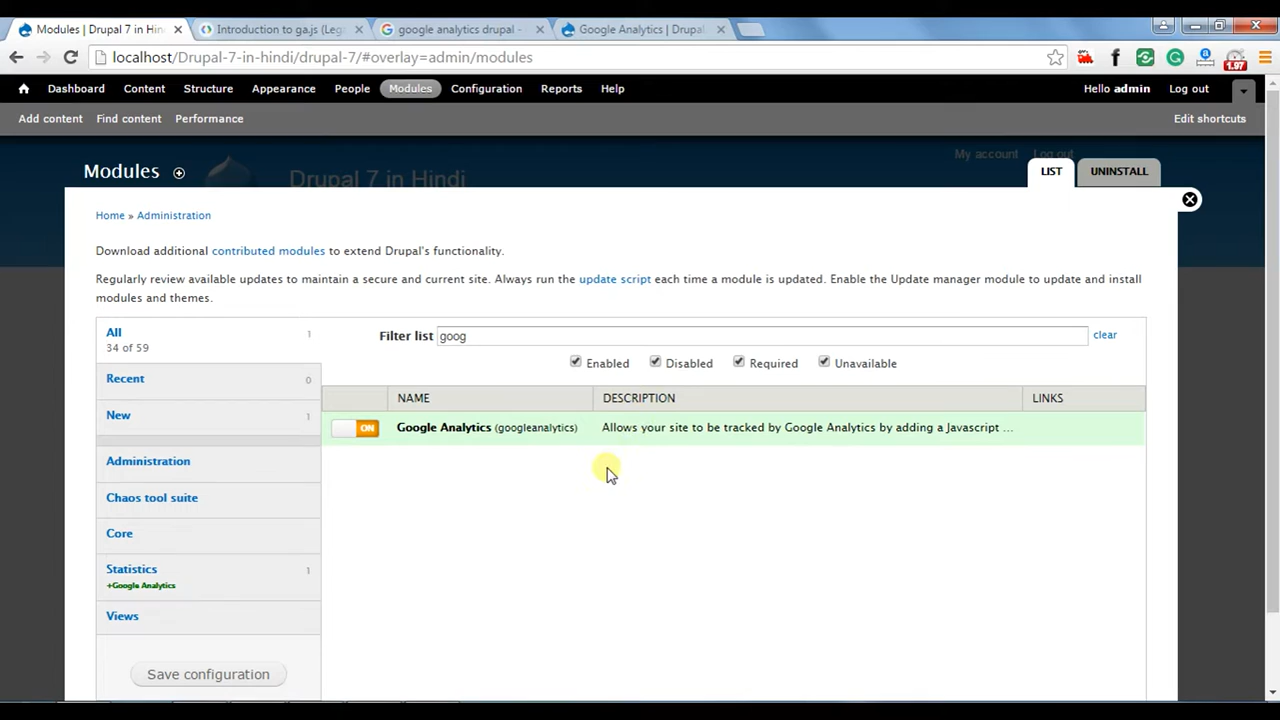 Modules | Drupal 7 in Hin
Introduction to ga.js (Leg
google analytics drupal -
Google Analytics | Drupal
localhost/Drupal-7-in-hindi/drupal-7/#overlay=admin/modules
1.97
Dashboard Content Structure Appearance People Modules Configuration Reports Help
Hello admin Log out
Add content Find content Performance
Edit shortcuts
My account Log out
Drupal 7 in Hindi
Modules
LIST UNINSTALL
Home » Administration
Download additional contributed modules to extend Drupal's functionality.
Regularly review available updates to maintain a secure and current site. Always run the update script each time a module is updated. Enable the Update manager module to update and install
modules and themes.
All 1
34 of 59
Filter list goog clear
Enabled Disabled Required Unavailable
Recent 0
NAME DESCRIPTION LINKS
New 1
ON Google Analytics (googleanalytics) Allows your site to be tracked by Google Analytics by adding a Javascript ...
Administration
Chaos tool suite
Core
Statistics 1
+Google Analytics
Views
Save configuration